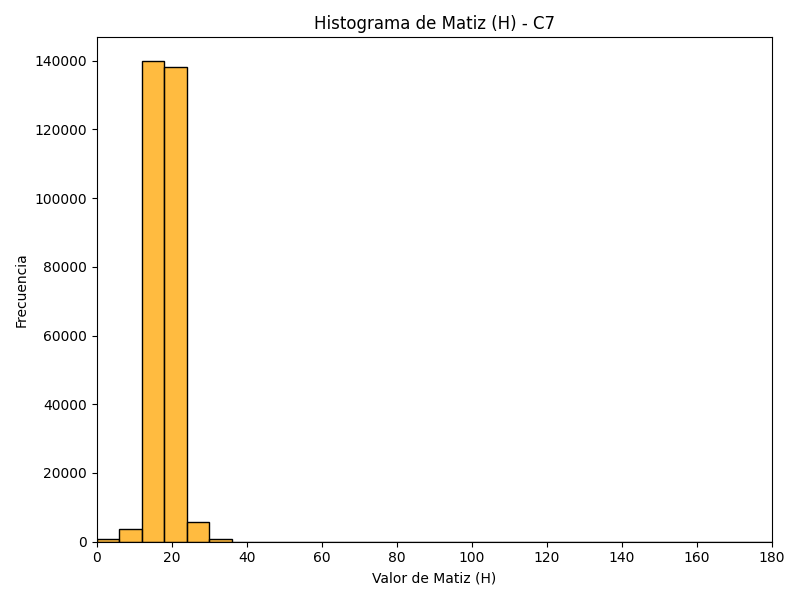 Histograma de Matiz (H) - C7
Frecuencia
140000
120000
100000
80000
60000
40000
20000
0
0 20 40 60 80 100 120 140 160 180
Valor de Matiz (H)